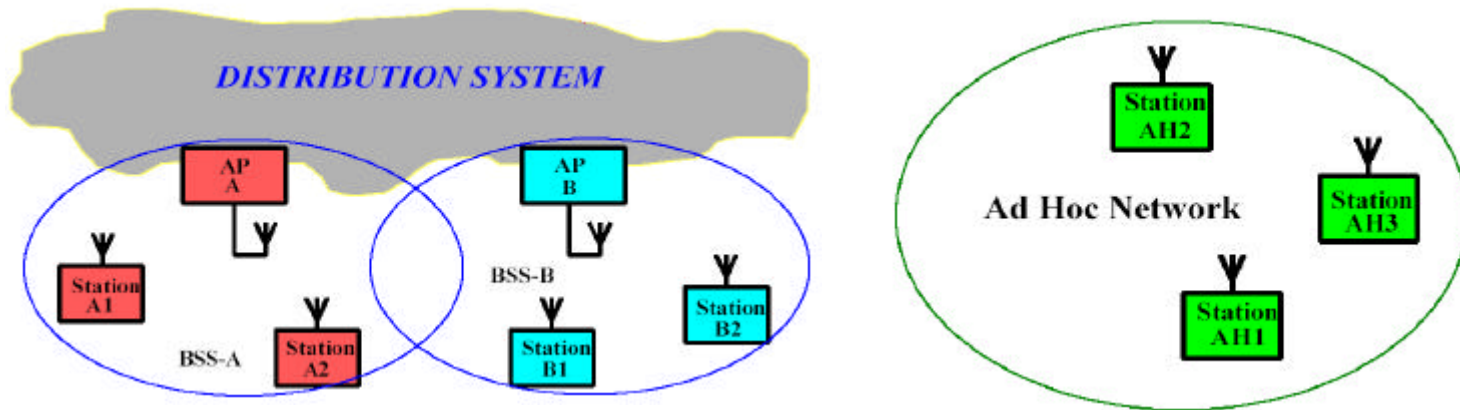 DISTRIBUTION SYSTEM
AP
A
AP
B
Station
A1
BSS-A
Station
A2
BSS-B
Station
B1
Station
B2
Station
AH2
Ad Hoc Network
Station
AH3
Station
AH1